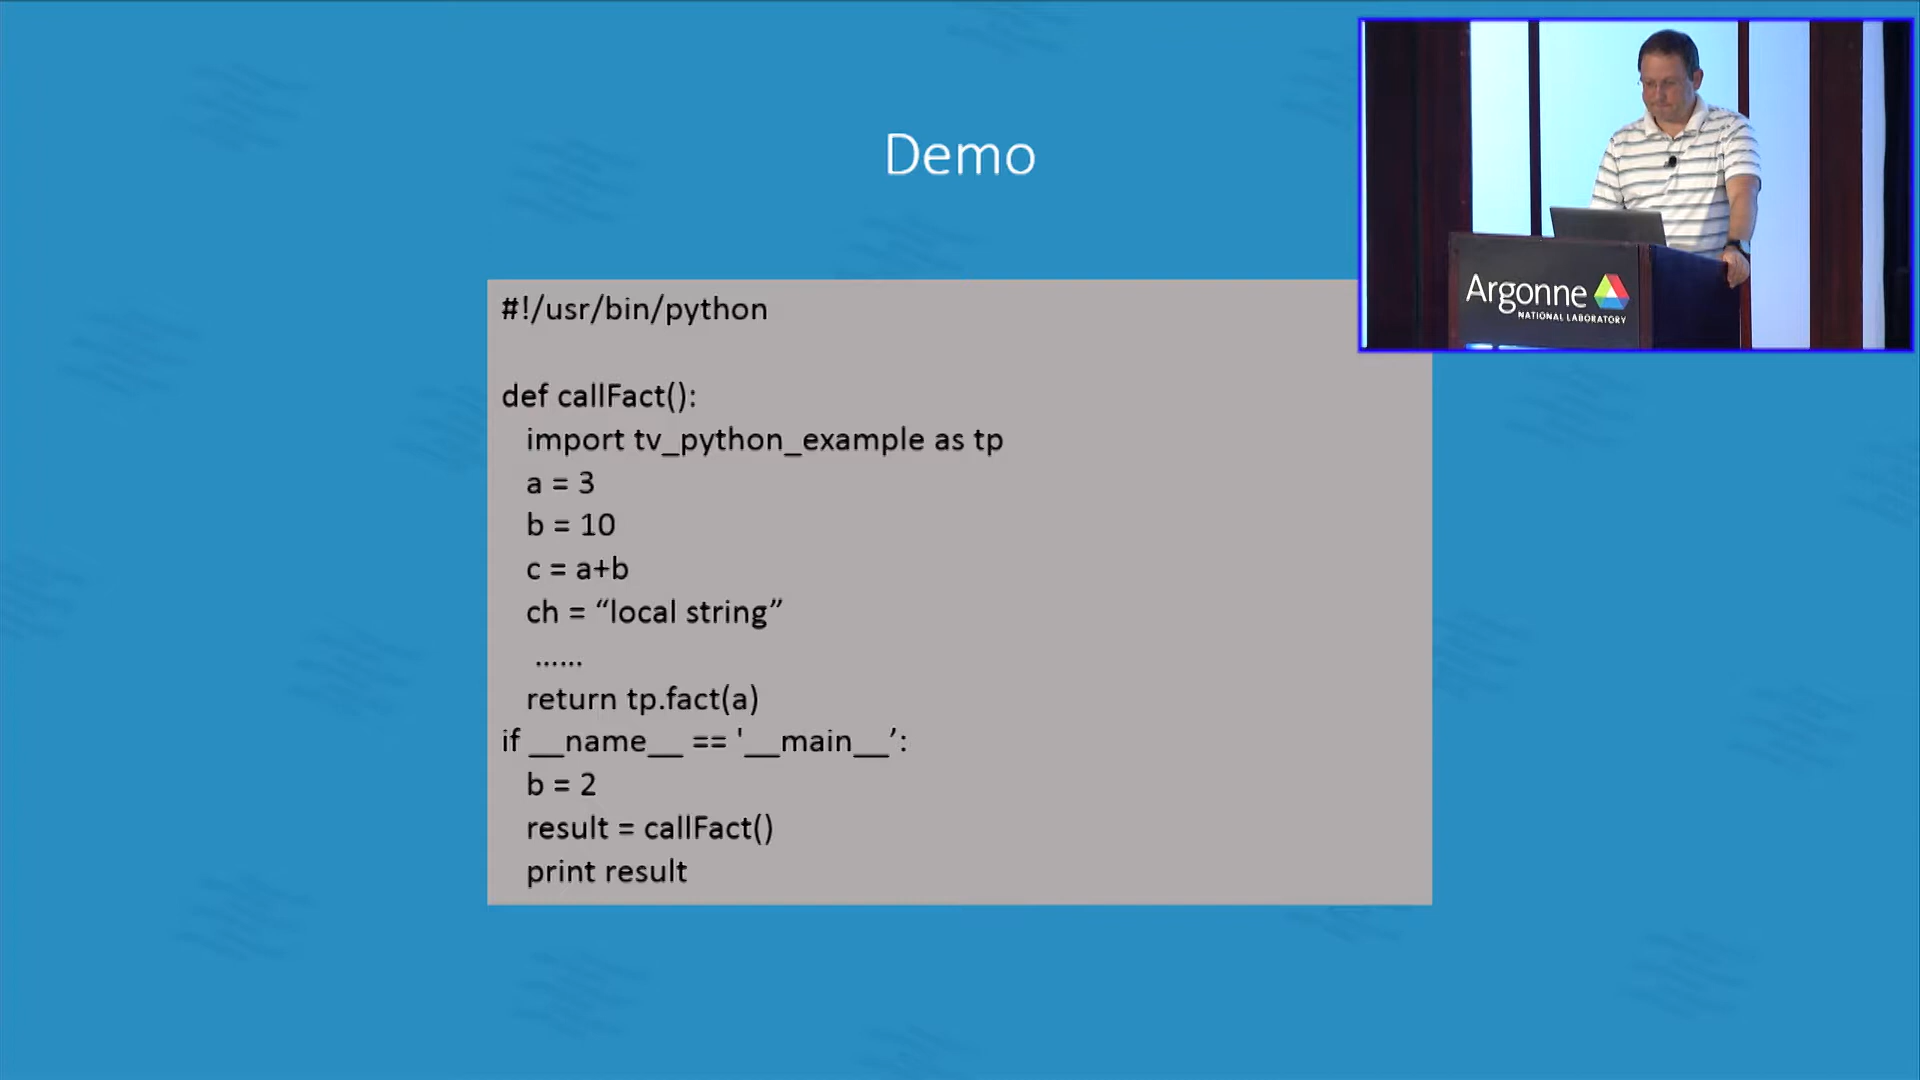 Demo
#!/usr/bin/python
def callFact():
import tv_python_example as tp
a = 3
b = 10
c = a+b
ch = “local string”
......
return tp.fact(a)
if __name__ == '__main__’:
b = 2
result = callFact()
print result
Argonne
NATIONAL LABORATORY